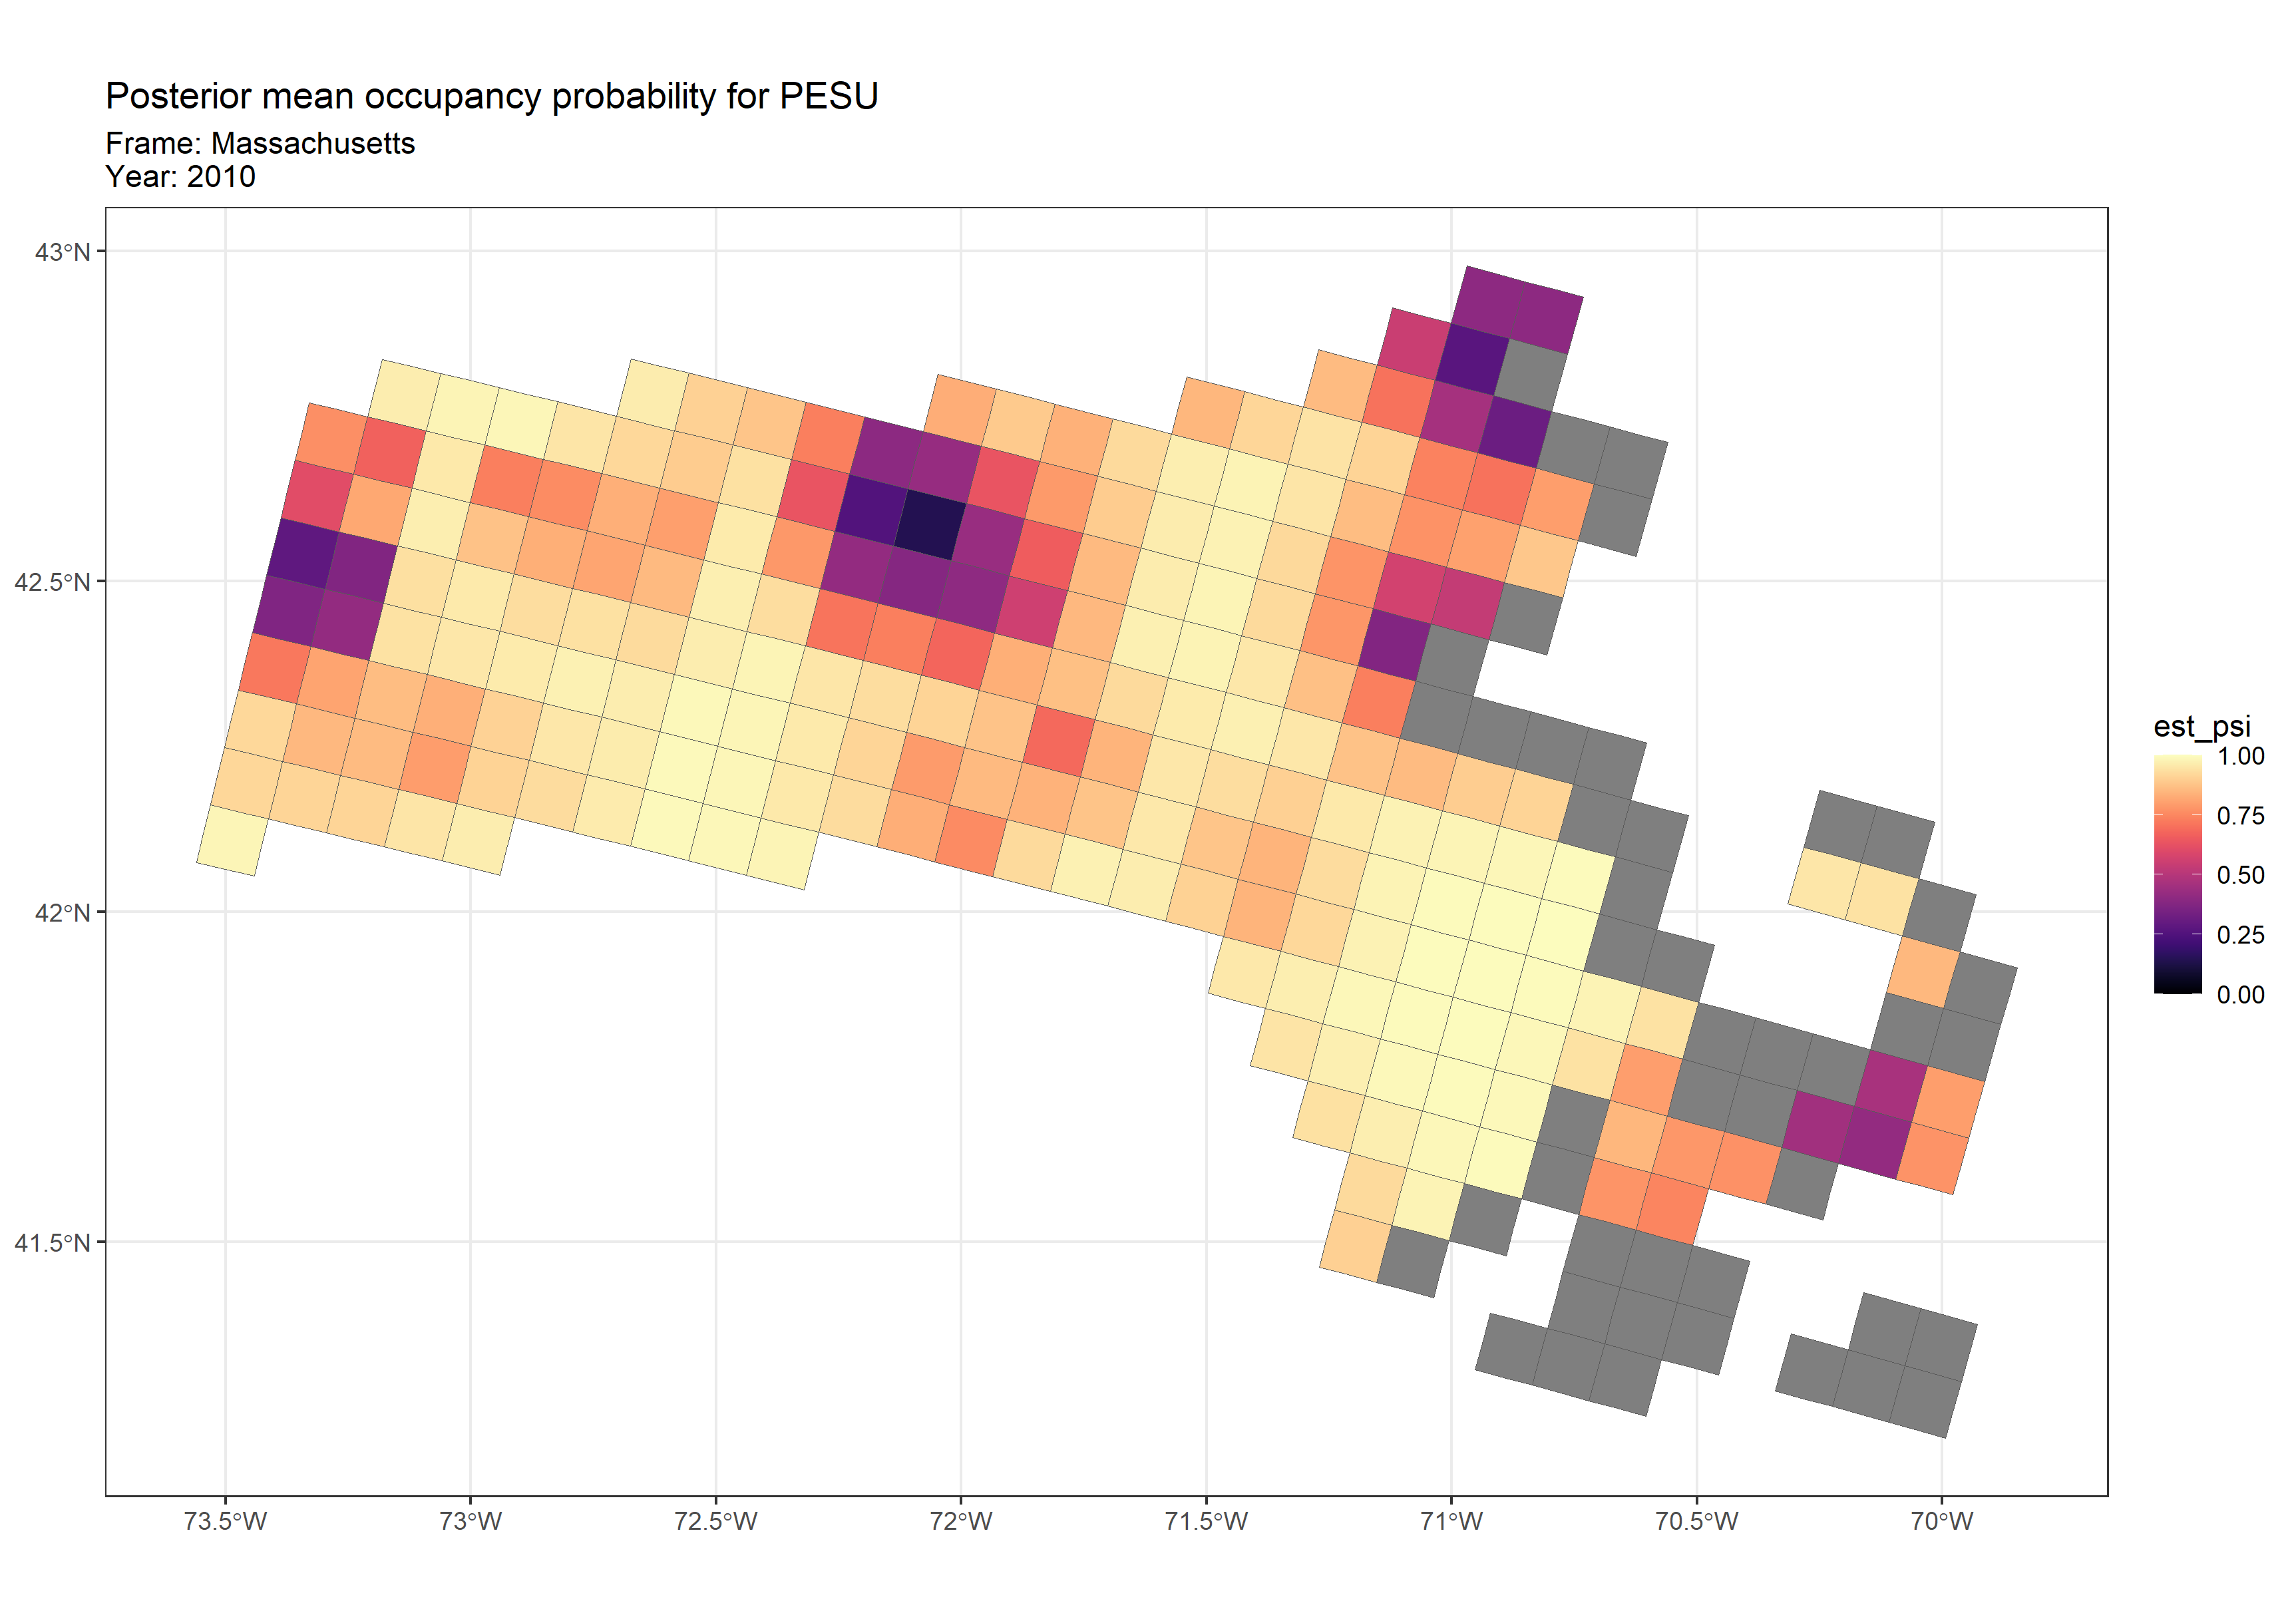 Posterior mean occupancy probability for PESU
Frame: Massachusetts
Year: 2010
43°N
42.5°N
42°N
41.5°N
73.5°W
73°W
72.5°W
72°W
71.5°W
71°W
70.5°W
70°W
est_psi
1.00
0.75
0.50
0.25
0.00